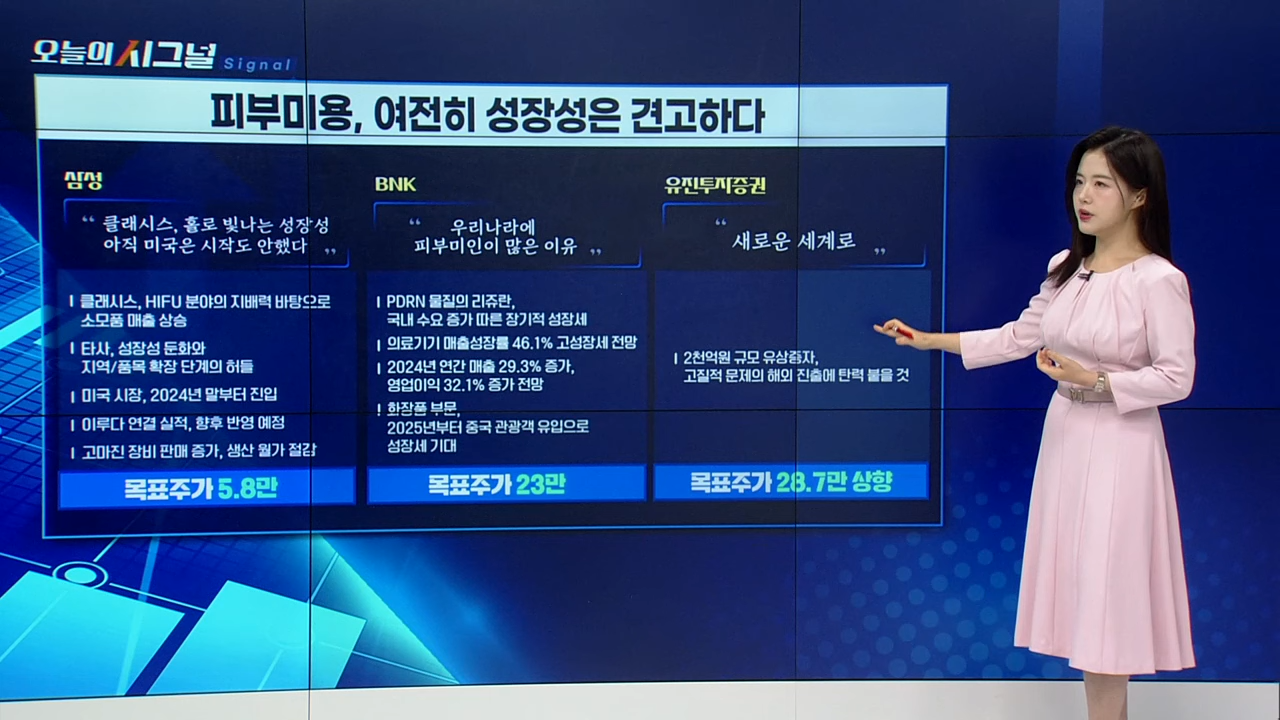 오늘의 시그널 Signal
피부미용, 여전히 성장성은 견고하다
삼성
“ 클래시스, 홀로 빛나는 성장성
아직 미국은 시작도 안했다 ”
클래시스, HIFU 분야의 지배력 바탕으로
소모품 매출 상승
타사, 성장성 둔화와
지역/품목 확장 단계의 허들
미국 시장, 2024년 말부터 진입
이루다 연결 실적, 향후 반영 예정
고마진 장비 판매 증가, 생산 원가 절감
목표주가 5.8만
BNK
“ 우리나라에
피부미인이 많은 이유 ”
PDRN 물질의 리쥬란,
국내 수요 증가 따른 장기적 성장세
의료기기 매출성장률 46.1% 고성장세 전망
2024년 연간 매출 29.3% 증가,
영업이익 32.1% 증가 전망
화장품 부문,
2025년부터 중국 관광객 유입으로
성장세 기대
목표주가 23만
유진투자증권
“ 새로운 세계로 ”
2천억원 규모 유상증자,
고질적 문제의 해외 진출에 탄력 붙을 것
목표주가 28.7만 상향